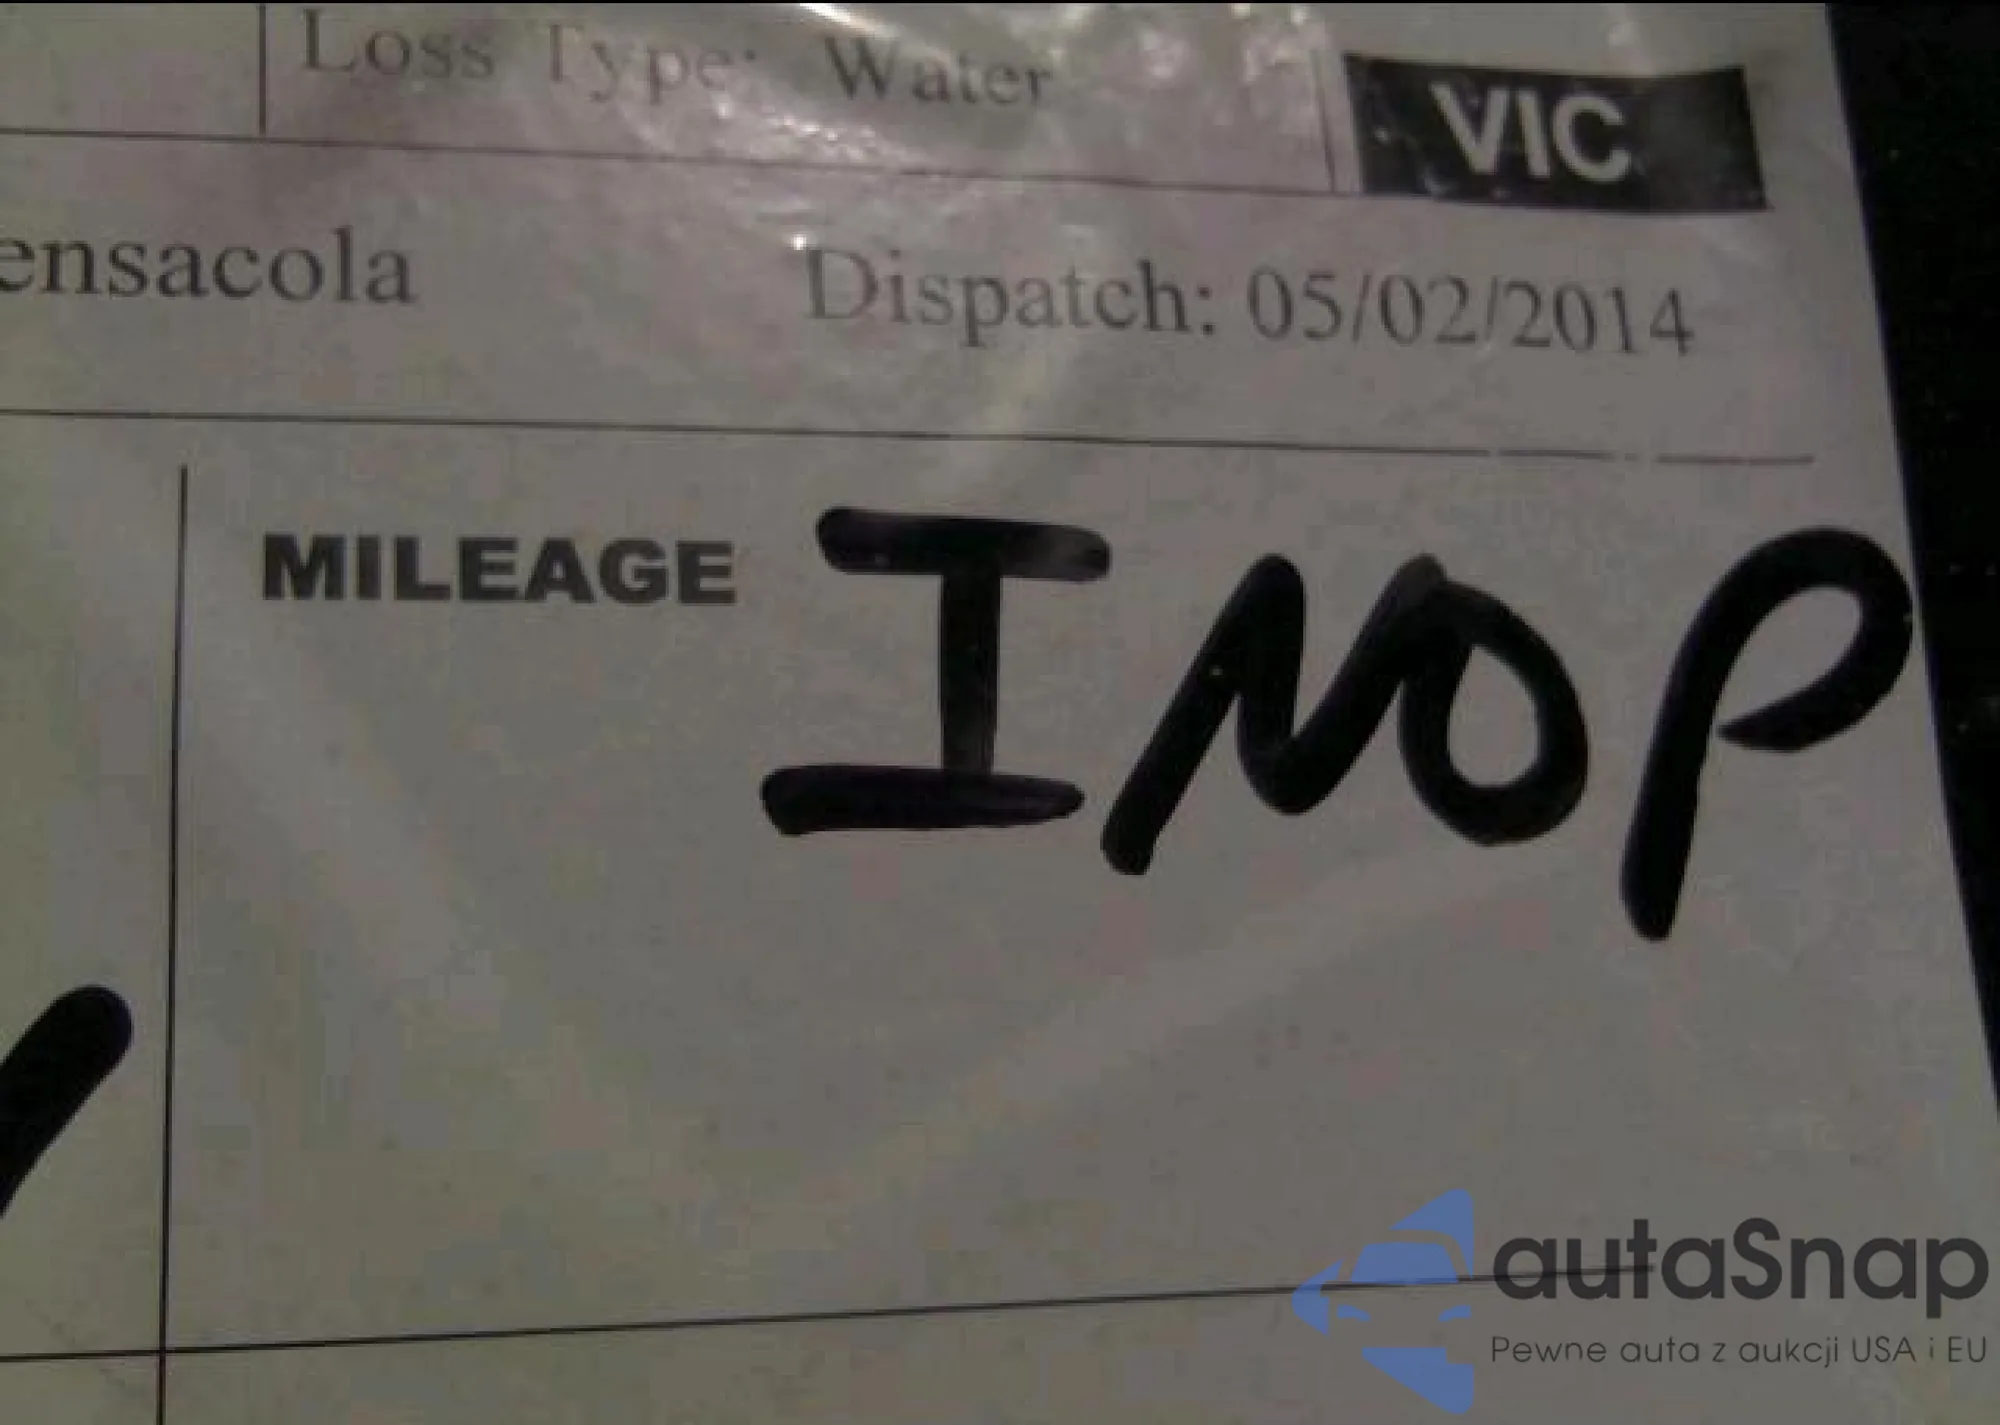 Loss Type: Water
VIC
ensacola Dispatch: 05/02/2014
MILEAGE INOP
autaSnap
Pewne auta z aukcji USA i EU